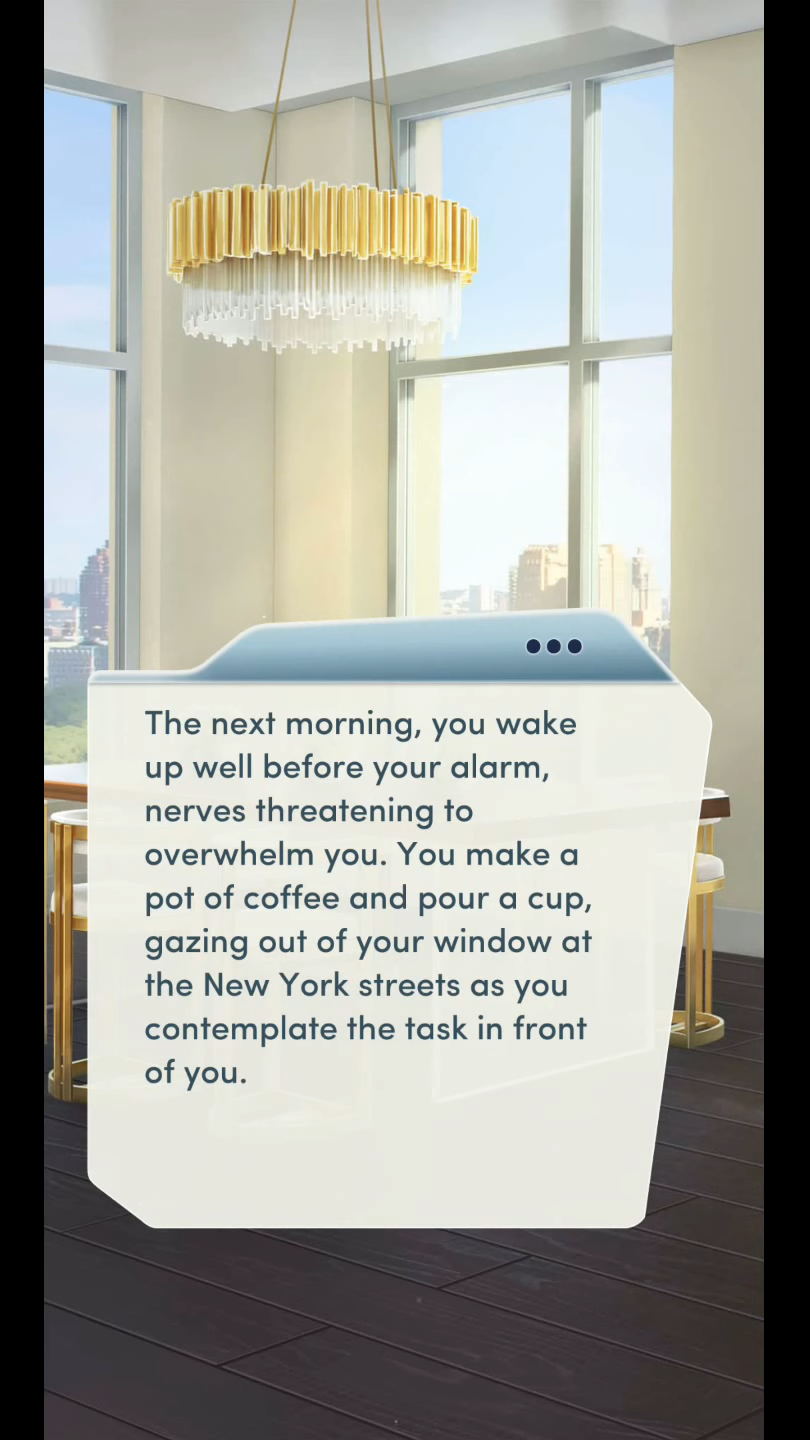 The next morning, you wake
up well before your alarm,
nerves threatening to
overwhelm you. You make a
pot of coffee and pour a cup,
gazing out of your window at
the New York streets as you
contemplate the task in front
of you.